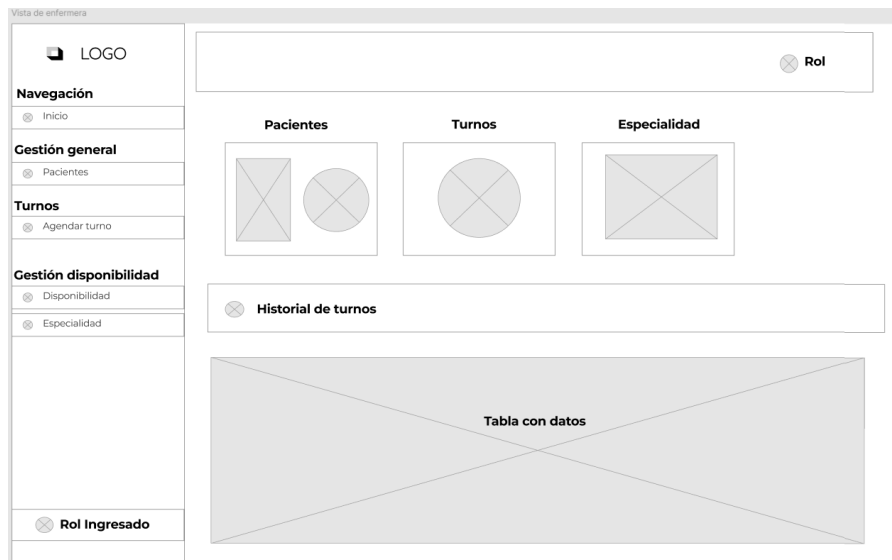 Vista de enfermera
LOGO
Navegación
Inicio
Gestión general
Pacientes
Turnos
Agendar turno
Gestión disponibilidad
Disponibilidad
Especialidad
Rol Ingresado
Rol
Pacientes
Turnos
Especialidad
Historial de turnos
Tabla con datos